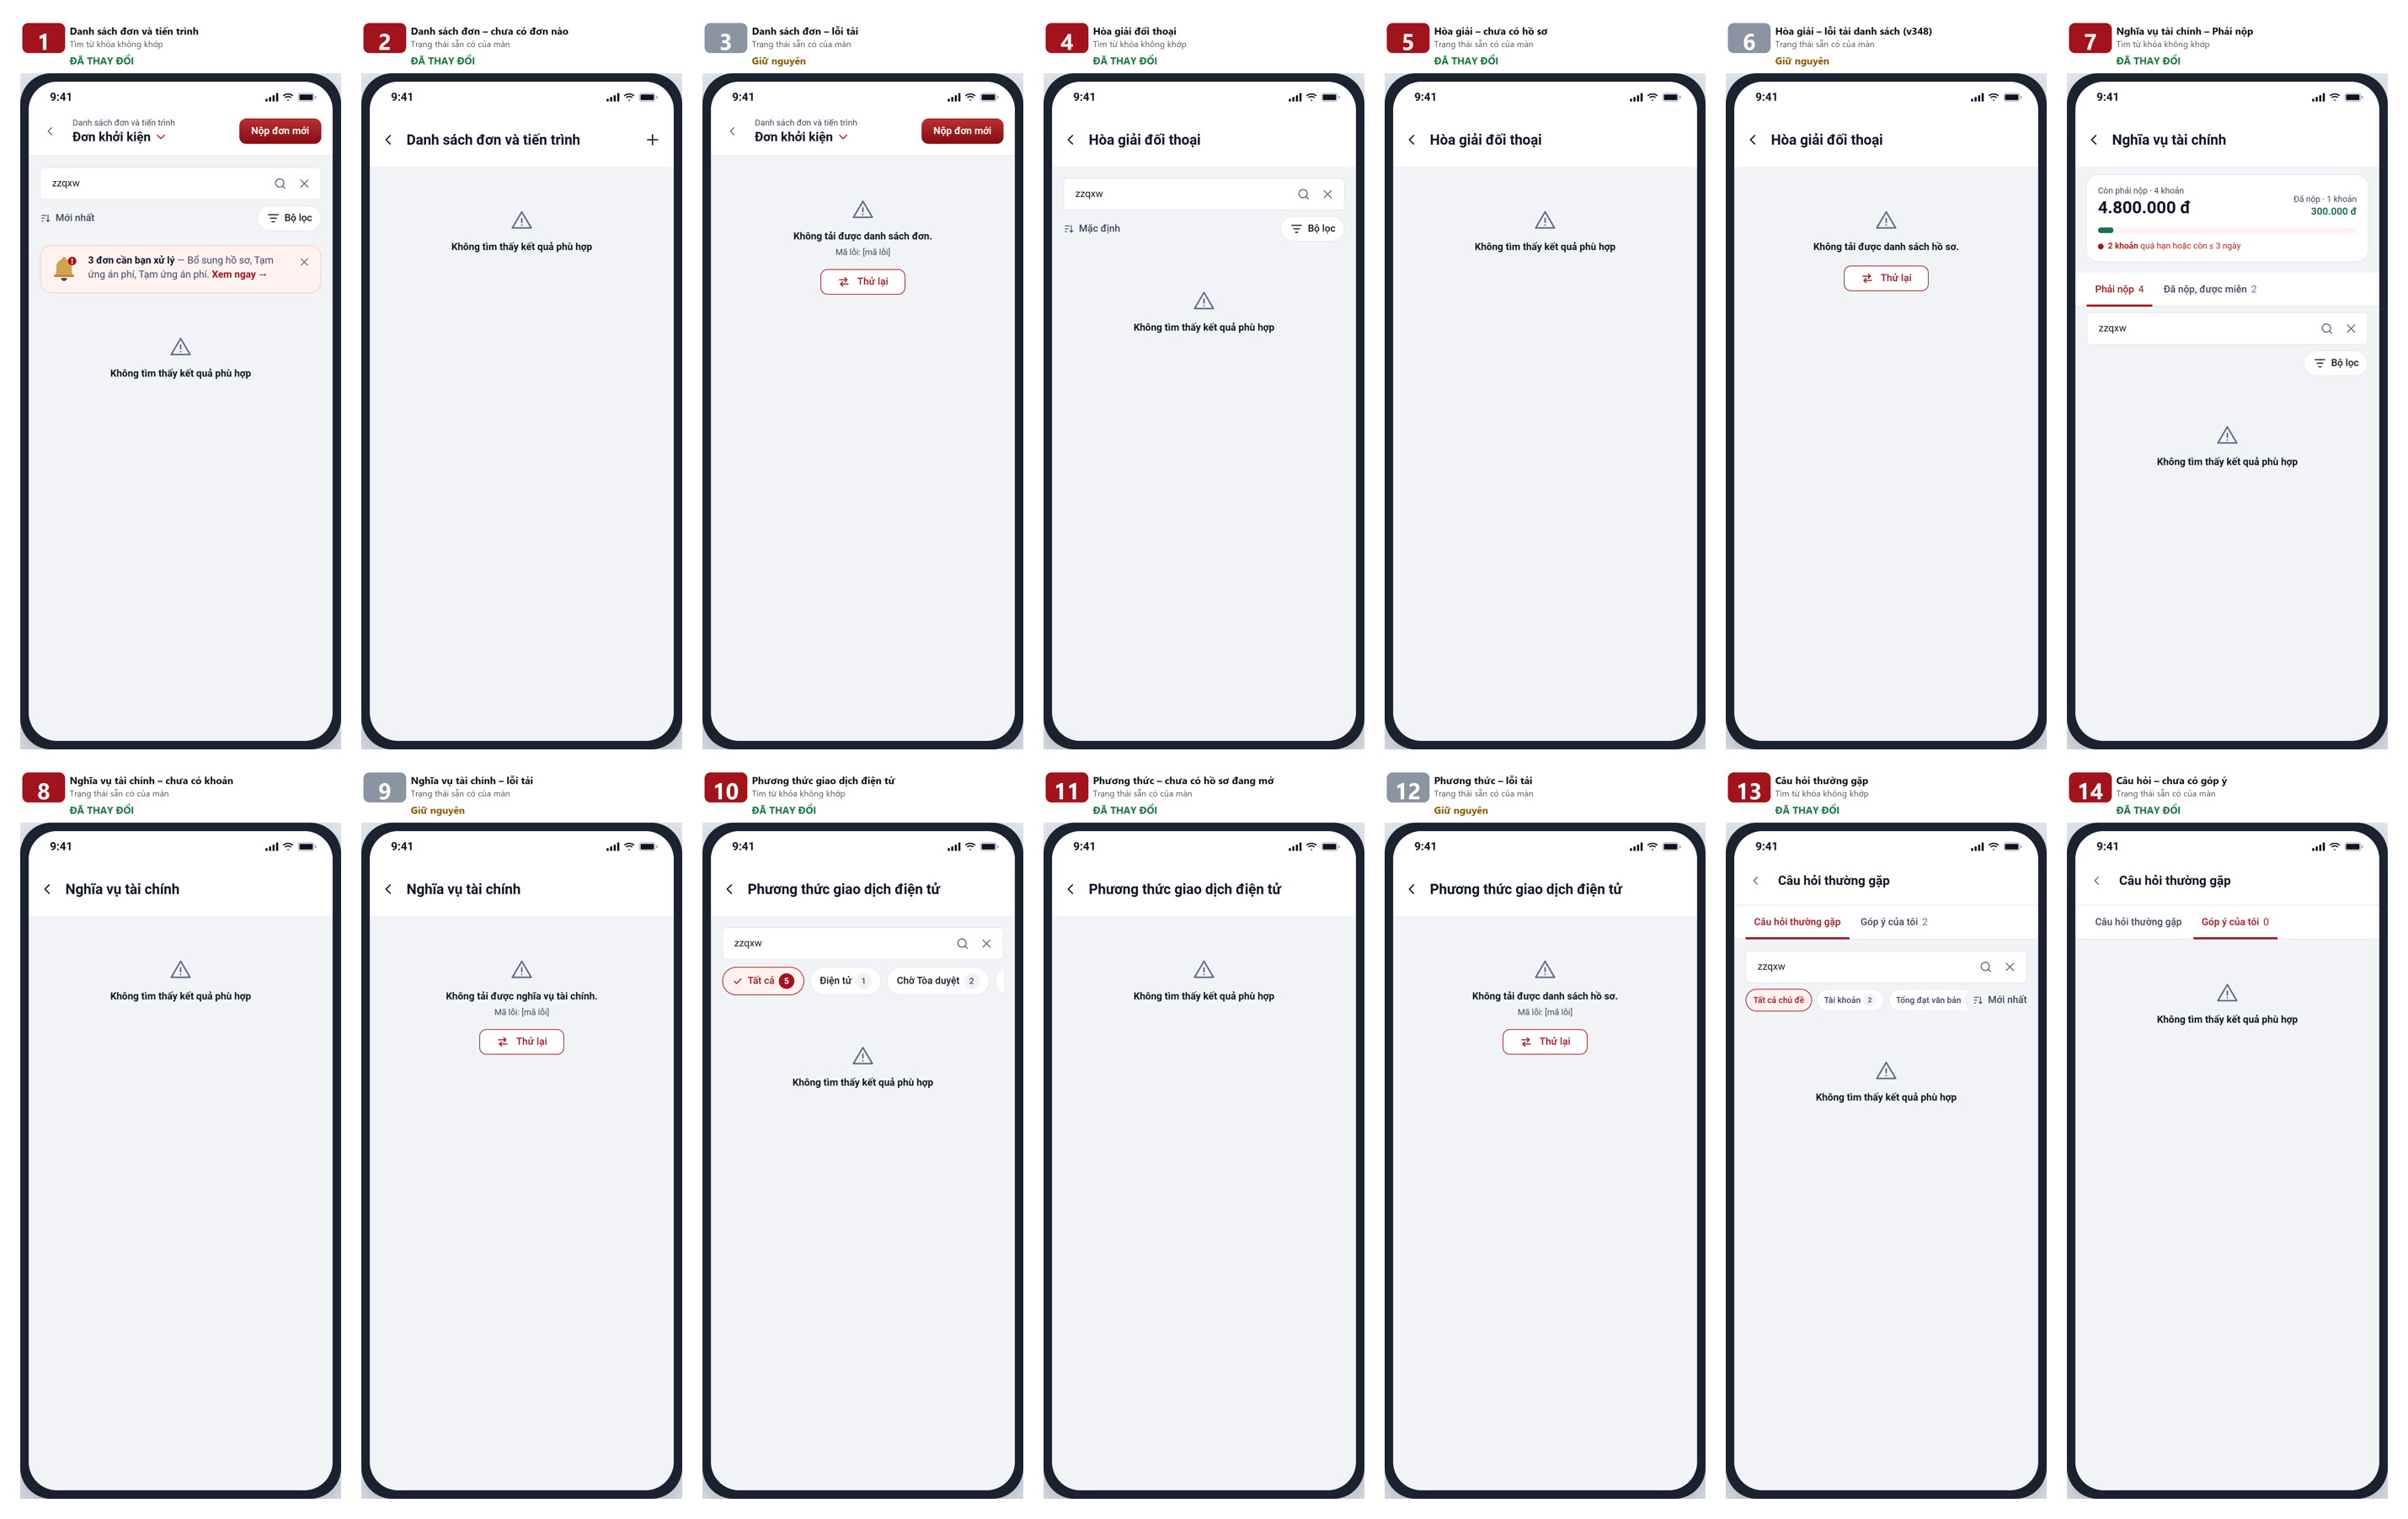 1
Danh sách đơn và tiến trình
Tìm từ khóa không khớp
ĐÃ THAY ĐỔI
9:41
Danh sách đơn và tiến trình
Đơn khởi kiện
Nộp đơn mới
zzqxw
Mới nhất
Bộ lọc
3 đơn cần bạn xử lý — Bổ sung hồ sơ, Tạm
ứng án phí, Tạm ứng án phí. Xem ngay →
Không tìm thấy kết quả phù hợp
2
Danh sách đơn – chưa có đơn nào
Trạng thái sẵn có của màn
ĐÃ THAY ĐỔI
9:41
Danh sách đơn và tiến trình
Không tìm thấy kết quả phù hợp
3
Danh sách đơn – lỗi tải
Trạng thái sẵn có của màn
Giữ nguyên
9:41
Danh sách đơn và tiến trình
Đơn khởi kiện
Nộp đơn mới
Không tải được danh sách đơn.
Mã lỗi: [mã lỗi]
Thử lại
4
Hòa giải đối thoại
Tìm từ khóa không khớp
ĐÃ THAY ĐỔI
9:41
Hòa giải đối thoại
zzqxw
Mặc định
Bộ lọc
Không tìm thấy kết quả phù hợp
5
Hòa giải – chưa có hồ sơ
Trạng thái sẵn có của màn
ĐÃ THAY ĐỔI
9:41
Hòa giải đối thoại
Không tìm thấy kết quả phù hợp
6
Hòa giải – lỗi tải danh sách (v348)
Trạng thái sẵn có của màn
Giữ nguyên
9:41
Hòa giải đối thoại
Không tải được danh sách hồ sơ.
Thử lại
7
Nghĩa vụ tài chính – Phải nộp
Tìm từ khóa không khớp
ĐÃ THAY ĐỔI
9:41
Nghĩa vụ tài chính
Còn phải nộp · 4 khoản
4.800.000 đ
Đã nộp · 1 khoản
300.000 đ
2 khoản quá hạn hoặc còn ≤ 3 ngày
Phải nộp 4
Đã nộp, được miễn 2
zzqxw
Bộ lọc
Không tìm thấy kết quả phù hợp
8
Nghĩa vụ tài chính – chưa có khoản
Trạng thái sẵn có của màn
ĐÃ THAY ĐỔI
9:41
Nghĩa vụ tài chính
Không tìm thấy kết quả phù hợp
9
Nghĩa vụ tài chính – lỗi tải
Trạng thái sẵn có của màn
Giữ nguyên
9:41
Nghĩa vụ tài chính
Không tải được nghĩa vụ tài chính.
Mã lỗi: [mã lỗi]
Thử lại
10
Phương thức giao dịch điện tử
Tìm từ khóa không khớp
ĐÃ THAY ĐỔI
9:41
Phương thức giao dịch điện tử
zzqxw
Tất cả 5
Điện tử 1
Chờ Tòa duyệt 2
Không tìm thấy kết quả phù hợp
11
Phương thức – chưa có hồ sơ đang mở
Trạng thái sẵn có của màn
ĐÃ THAY ĐỔI
9:41
Phương thức giao dịch điện tử
Không tìm thấy kết quả phù hợp
12
Phương thức – lỗi tải
Trạng thái sẵn có của màn
Giữ nguyên
9:41
Phương thức giao dịch điện tử
Không tải được danh sách hồ sơ.
Mã lỗi: [mã lỗi]
Thử lại
13
Câu hỏi thường gặp
Tìm từ khóa không khớp
ĐÃ THAY ĐỔI
9:41
Câu hỏi thường gặp
Câu hỏi thường gặp
Góp ý của tôi 2
zzqxw
Tất cả chủ đề
Tài khoản 2
Tống đạt văn bản
Mới nhất
Không tìm thấy kết quả phù hợp
14
Câu hỏi – chưa có góp ý
Trạng thái sẵn có của màn
ĐÃ THAY ĐỔI
9:41
Câu hỏi thường gặp
Câu hỏi thường gặp
Góp ý của tôi 0
Không tìm thấy kết quả phù hợp